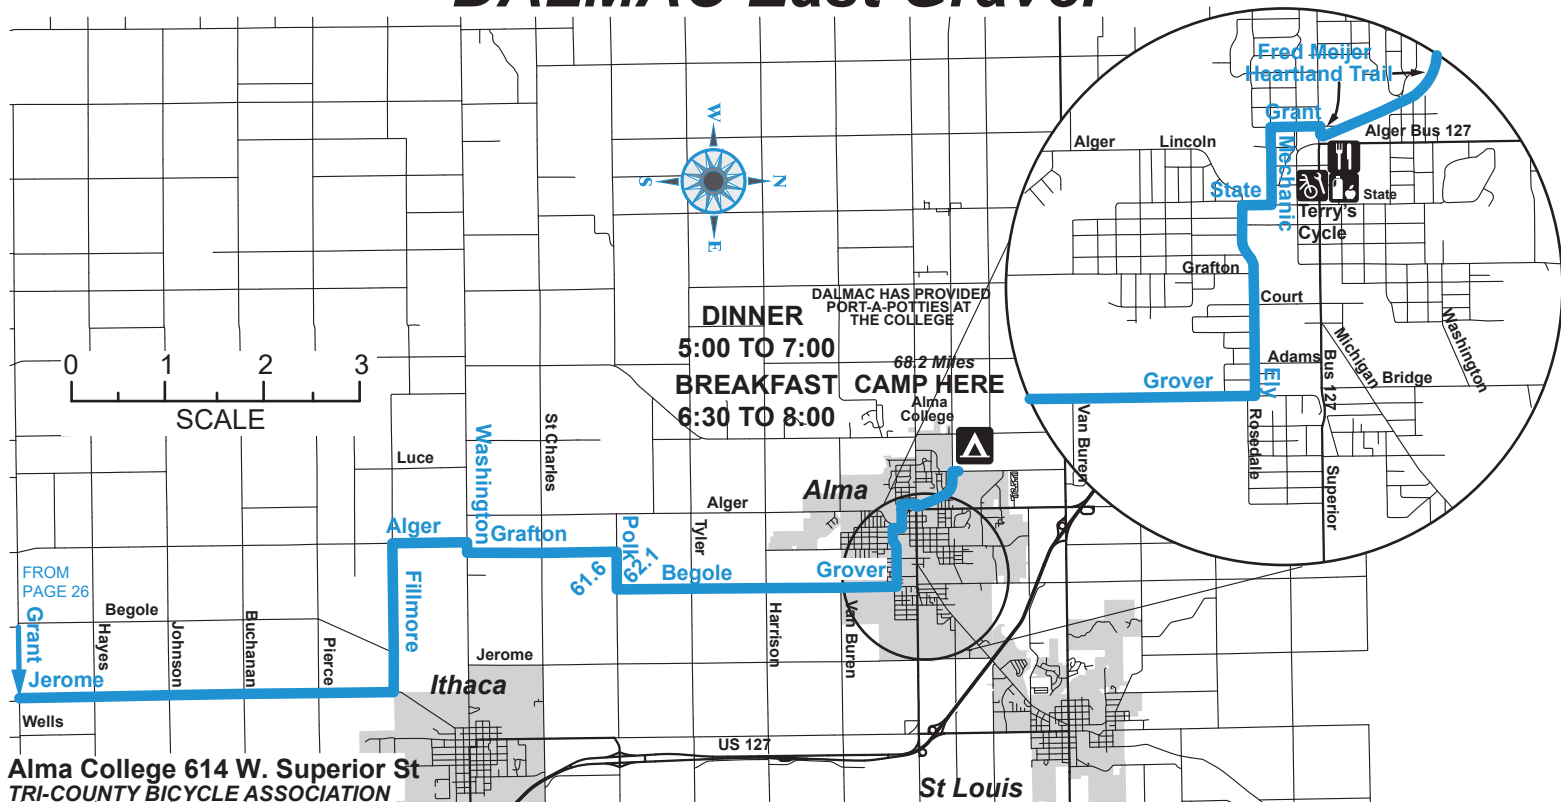 DALMAC East Gravel
W
S
N
E
DINNER
5:00 TO 7:00
BREAKFAST
6:30 TO 8:00
DALMAC HAS PROVIDED
PORT-A-POTTIES AT
THE COLLEGE
68.2 Miles
CAMP HERE
Alma
College
0 1 2 3
SCALE
Luce
Washington
St Charles
Alger
Alma
Alger
Grafton
Polk
Tyler
61.6
62.1
Begole
Grover
FROM
PAGE 26
Grant
Begole
Hayes
Johnson
Buchanan
Pierce
Fillmore
Harrison
Van Buren
Jerome
Jerome
Ithaca
Wells
US 127
St Louis
Fred Meijer
Heartland Trail
Grant
Alger Bus 127
Alger
Lincoln
Mechanic
State
State
Terry's
Cycle
Grafton
Court
Michigan
Washington
Adams
Bus 127
Bridge
Grover
Ely
Van Buren
Rosedale
Superior
Alma College 614 W. Superior St
TRI-COUNTY BICYCLE ASSOCIATION